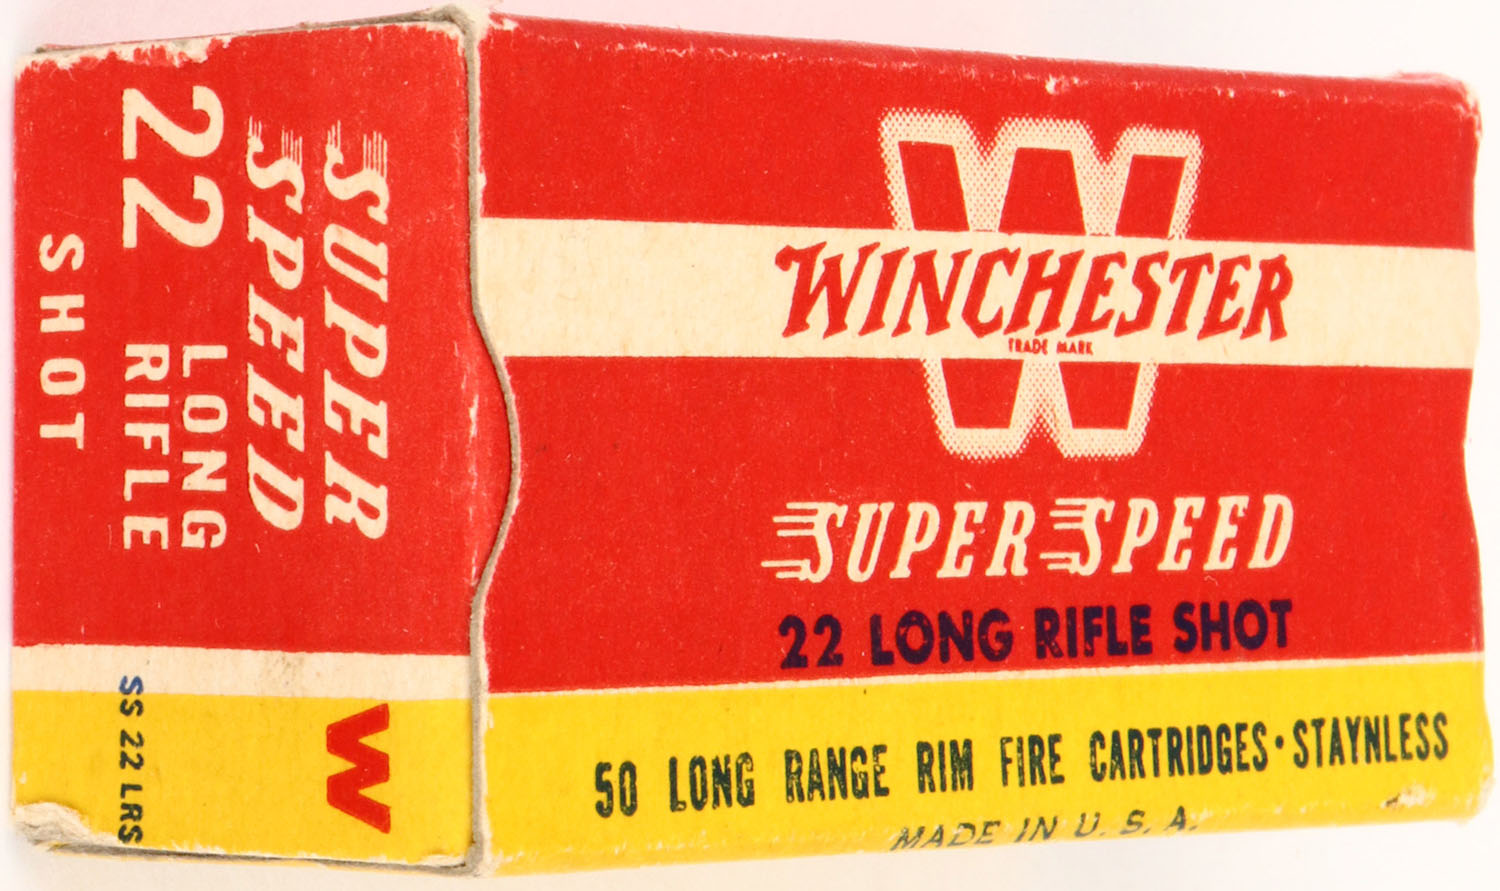 W
WINCHESTER
TRADE MARK
SUPER SPEED
22 LONG RIFLE SHOT
50 LONG RANGE RIM FIRE CARTRIDGES · STAYNLESS
MADE IN U. S. A.
SUPER
SPEED
22 LONG
RIFLE
SHOT
W
SS 22 LRS